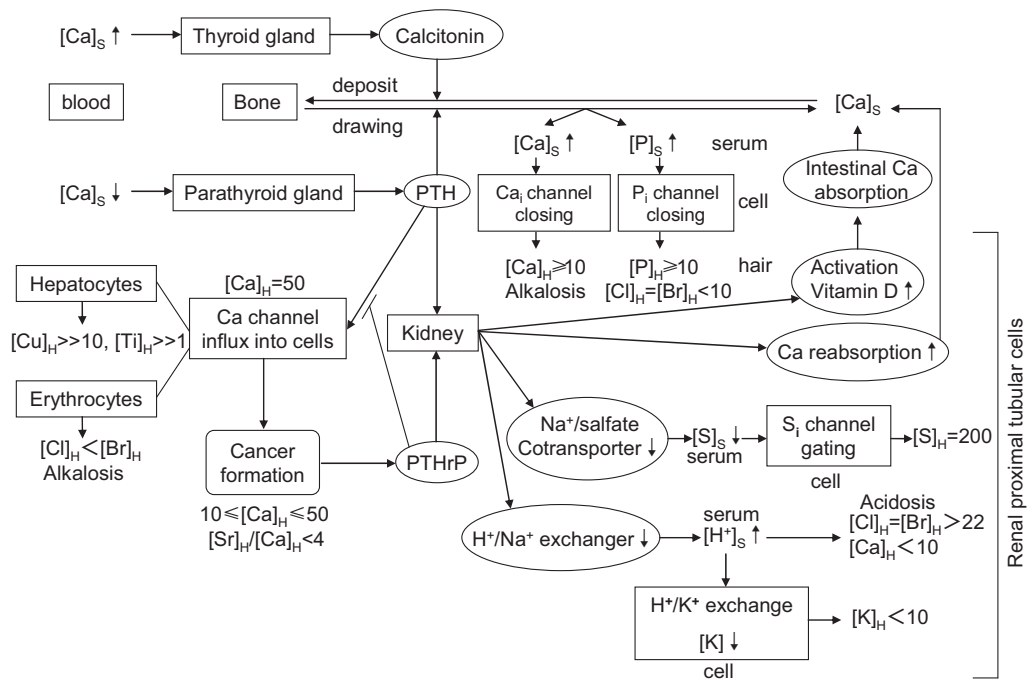 [Ca]S ↑
Thyroid gland
Calcitonin
deposit
blood
Bone
[Ca]S
drawing
[Ca]S ↑
[P]S ↑
serum
Intestinal Ca
absorption
[Ca]S ↓
Parathyroid gland
PTH
Cai channel
closing
Pi channel
closing
cell
Hepatocytes
[Ca]H=50
[Ca]H≥10
Alkalosis
[P]H≥10
[Cl]H=[Br]H<10
hair
Activation
Vitamin D ↑
Ca channel
influx into cells
Kidney
[Cu]H>>10, [Ti]H>>1
Ca reabsorption ↑
Erythrocytes
[Cl]H<[Br]H
Alkalosis
Cancer
formation
PTHrP
Na+/salfate
Cotransporter ↓
[S]S ↓
serum
Si channel
gating
[S]H=200
cell
10≤[Ca]H≤50
[Sr]H/[Ca]H<4
H+/Na+ exchanger ↓
serum
[H+]S ↑
Acidosis
[Cl]H=[Br]H>22
[Ca]H<10
H+/K+ exchange
[K] ↓
[K]H<10
cell
Renal proximal tubular cells